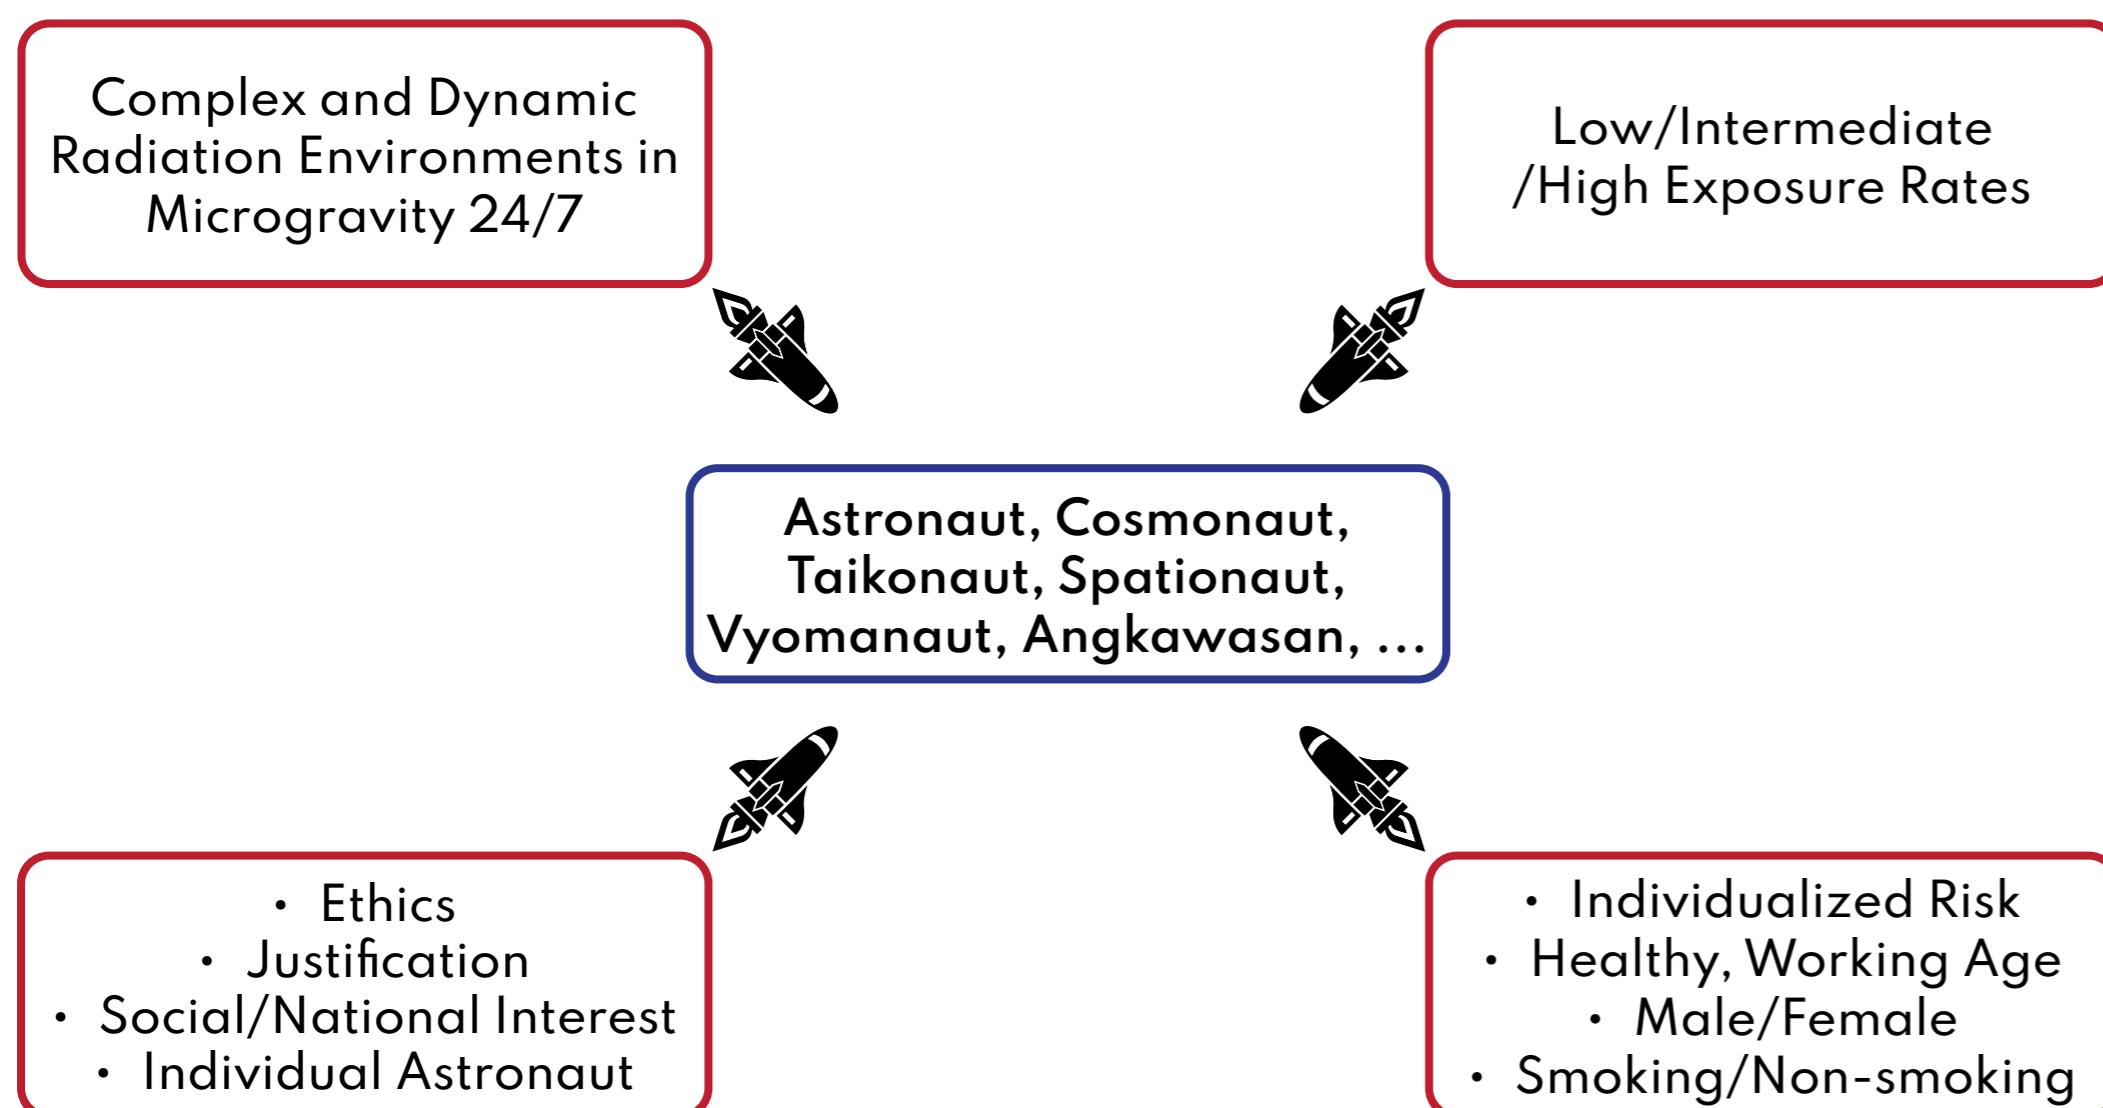 Complex and Dynamic
Radiation Environments in
Microgravity 24/7
Low/Intermediate
/High Exposure Rates
Astronaut, Cosmonaut,
Taikonaut, Spationaut,
Vyomanaut, Angkawasan, ...
• Ethics
• Justification
• Social/National Interest
• Individual Astronaut
• Individualized Risk
• Healthy, Working Age
• Male/Female
• Smoking/Non-smoking